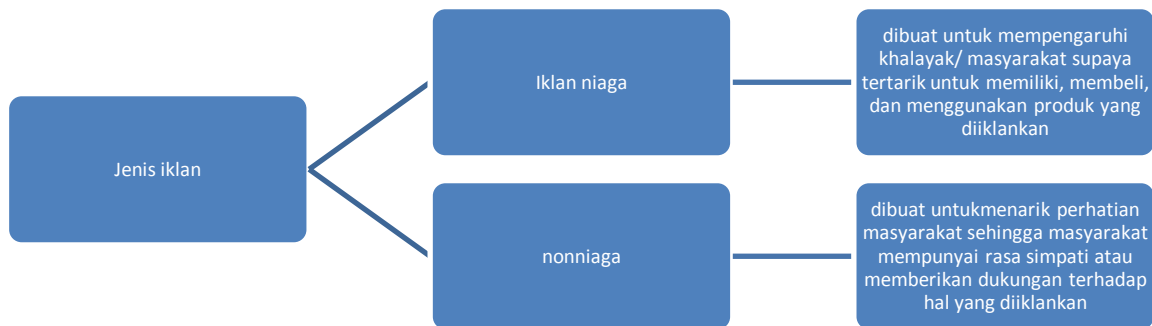 Jenis iklan
Iklan niaga
dibuat untuk mempengaruhi
khalayak/ masyarakat supaya
tertarik untuk memiliki, membeli,
dan menggunakan produk yang
diiklankan
nonniaga
dibuat untukmenarik perhatian
masyarakat sehingga masyarakat
mempunyai rasa simpati atau
memberikan dukungan terhadap
hal yang diiklankan